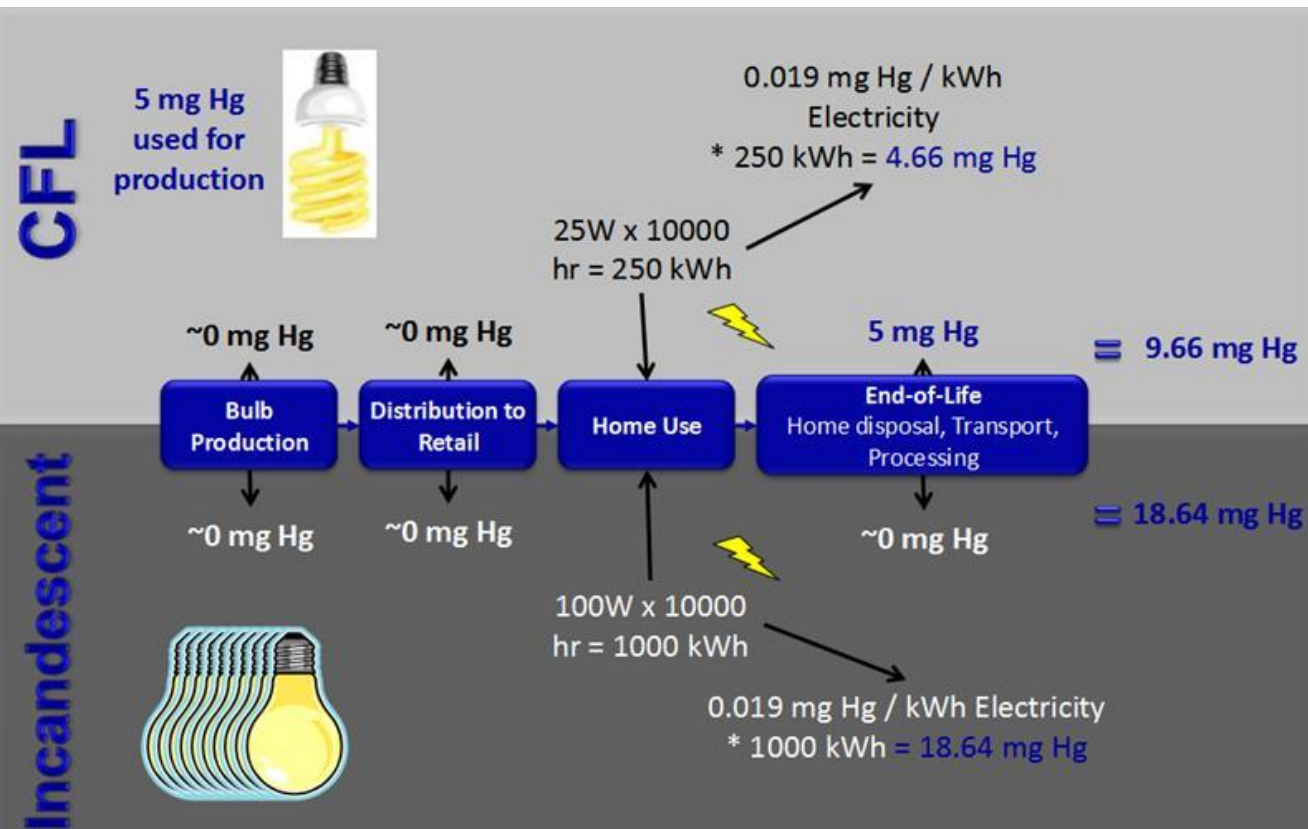 CFL
5 mg Hg
used for
production
0.019 mg Hg / kWh
Electricity
* 250 kWh = 4.66 mg Hg
25W x 10000
hr = 250 kWh
~0 mg Hg
~0 mg Hg
5 mg Hg
= 9.66 mg Hg
Bulb
Production
Distribution to
Retail
Home Use
End-of-Life
Home disposal, Transport,
Processing
Incandescent
~0 mg Hg
~0 mg Hg
~0 mg Hg
= 18.64 mg Hg
100W x 10000
hr = 1000 kWh
0.019 mg Hg / kWh Electricity
* 1000 kWh = 18.64 mg Hg